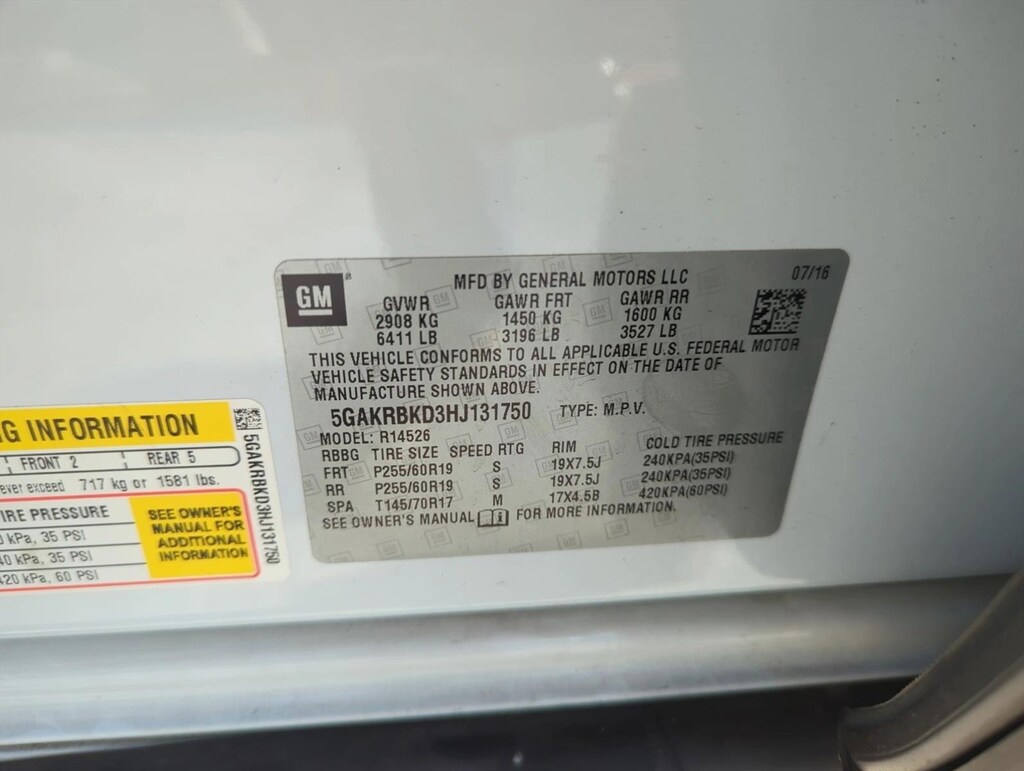 GM
MFD BY GENERAL MOTORS LLC 07/16
GVWR GAWR FRT GAWR RR
2908 KG 1450 KG 1600 KG
6411 LB 3196 LB 3527 LB
THIS VEHICLE CONFORMS TO ALL APPLICABLE U.S. FEDERAL MOTOR
VEHICLE SAFETY STANDARDS IN EFFECT ON THE DATE OF
MANUFACTURE SHOWN ABOVE.
5GAKRBKD3HJ131750 TYPE: M.P.V.
MODEL: R14526
RBBG TIRE SIZE SPEED RTG RIM COLD TIRE PRESSURE
FRT P255/60R19 S 19X7.5J 240KPA(35PSI)
RR P255/60R19 S 19X7.5J 240KPA(35PSI)
SPA T145/70R17 M 17X4.5B 420KPA(60PSI)
SEE OWNER'S MANUAL FOR MORE INFORMATION.
NG INFORMATION
FRONT 2 REAR 5
ever exceed 717 kg or 1581 lbs.
IRE PRESSURE
0 kPa, 35 PSI
40 kPa, 35 PSI
420 kPa, 60 PSI
SEE OWNER'S
MANUAL FOR
ADDITIONAL
INFORMATION
5GAKRBKD3HJ131750